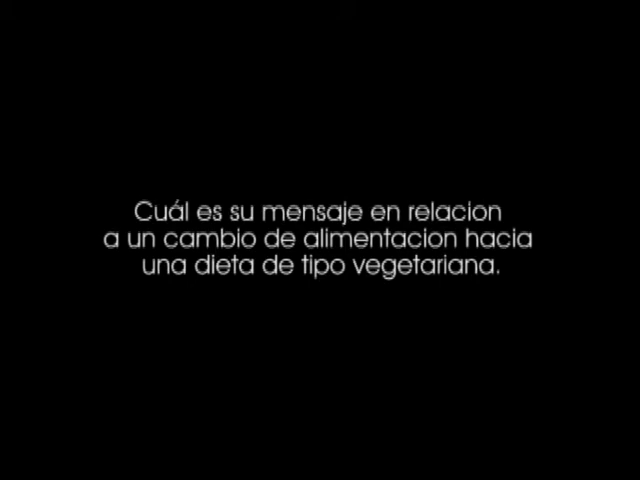 Cuál es su mensaje en relacion
a un cambio de alimentacion hacia
una dieta de tipo vegetariana.